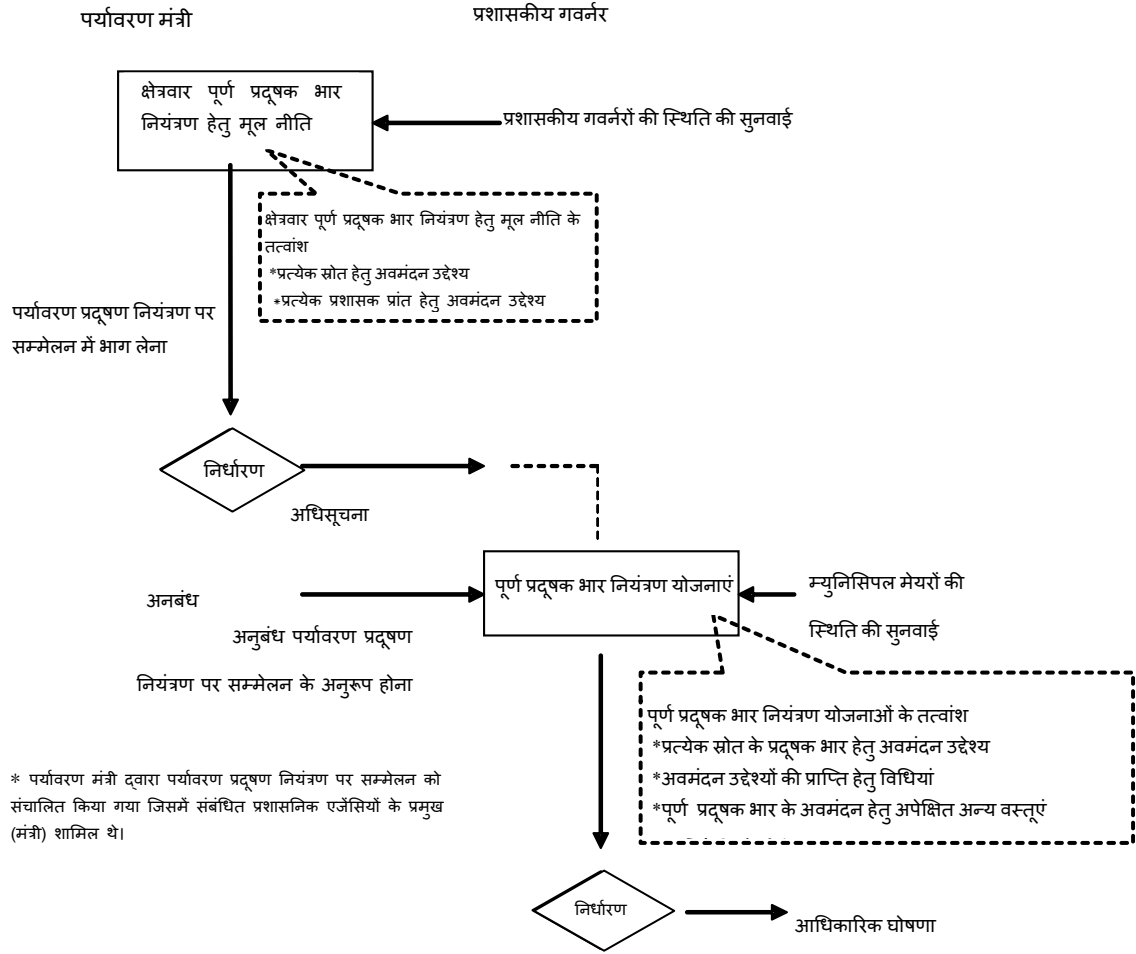 पर्यावरण मंत्री
प्रशासकीय गवर्नर
क्षेत्रवार पूर्ण प्रदूषक भार
नियंत्रण हेतु मूल नीति
प्रशासकीय गवर्नरों की स्थिति की सुनवाई
क्षेत्रवार पूर्ण प्रदूषक भार नियंत्रण हेतु मूल नीति के
तत्वांश
*प्रत्येक स्रोत हेतु अवमंदन उद्देश्य
*प्रत्येक प्रशासक प्रांत हेतु अवमंदन उद्देश्य
पर्यावरण प्रदूषण नियंत्रण पर
सम्मेलन में भाग लेना
निर्धारण
अधिसूचना
पूर्ण प्रदूषक भार नियंत्रण योजनाएं
म्युनिसिपल मेयरों की
स्थिति की सुनवाई
अनबंध
अनुबंध पर्यावरण प्रदूषण
नियंत्रण पर सम्मेलन के अनुरूप होना
पूर्ण प्रदूषक भार नियंत्रण योजनाओं के तत्वांश
*प्रत्येक स्रोत के प्रदूषक भार हेतु अवमंदन उद्देश्य
*अवमंदन उद्देश्यों की प्राप्ति हेतु विधियां
*पूर्ण प्रदूषक भार के अवमंदन हेतु अपेक्षित अन्य वस्तूएं
* पर्यावरण मंत्री द्वारा पर्यावरण प्रदूषण नियंत्रण पर सम्मेलन को
संचालित किया गया जिसमें संबंधित प्रशासनिक एजेंसियों के प्रमुख
(मंत्री) शामिल थे।
निर्धारण
आधिकारिक घोषणा